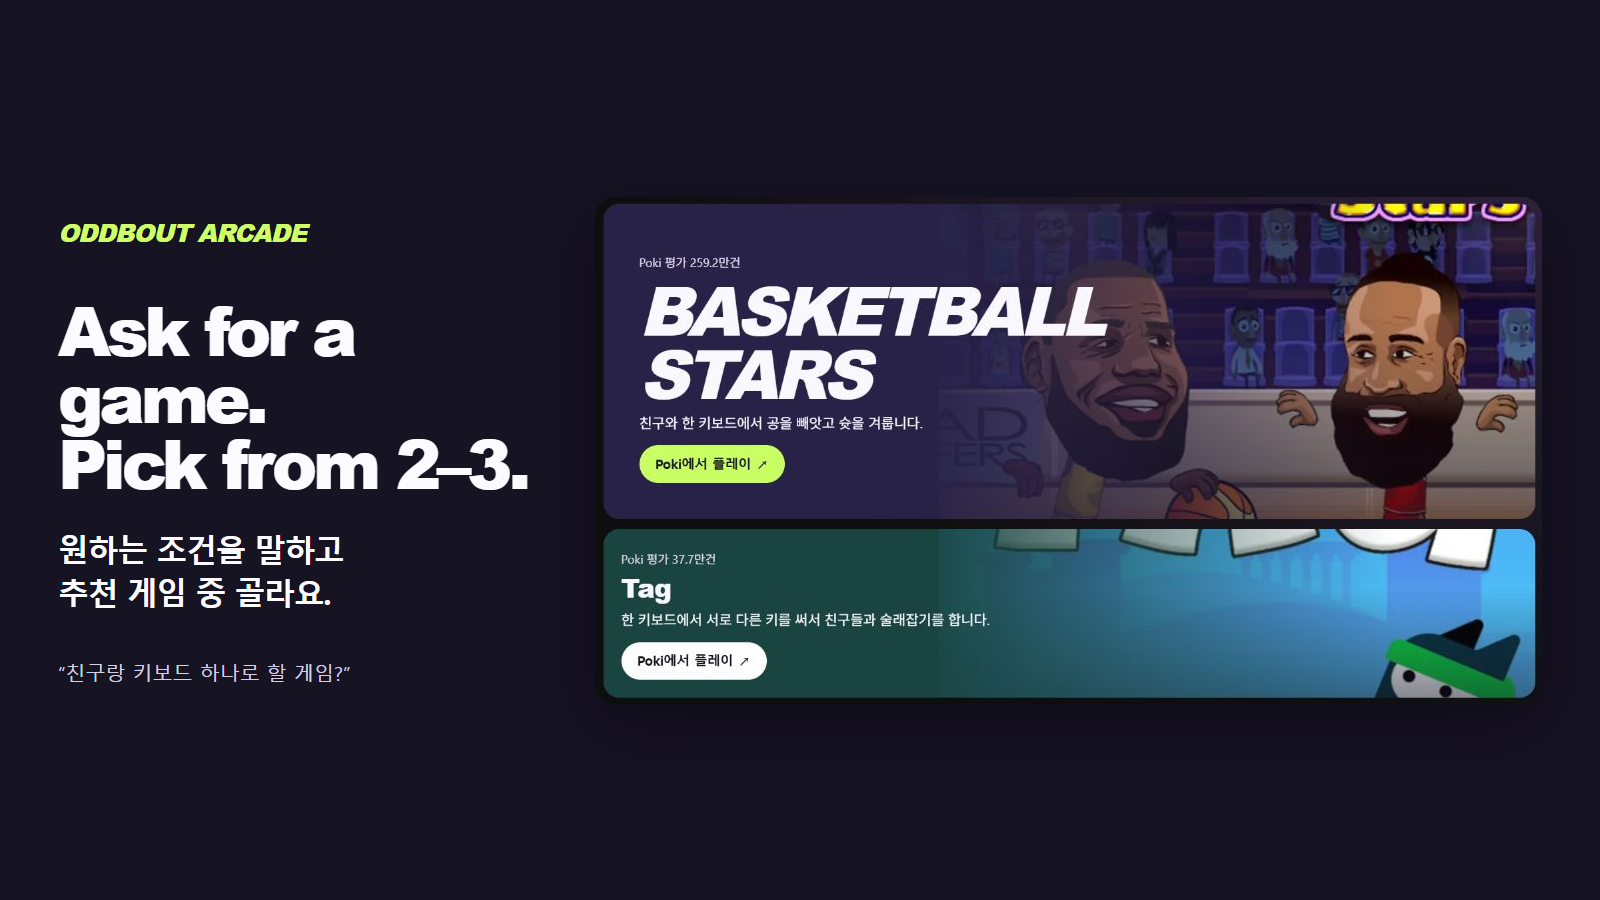 ODDBOUT ARCADE
Ask for a
game.
Pick from 2–3.
원하는 조건을 말하고
추천 게임 중 골라요.
“친구랑 키보드 하나로 할 게임?”
Poki 평가 259.2만건
BASKETBALL
STARS
친구와 한 키보드에서 공을 빼앗고 슛을 겨룹니다.
Poki에서 플레이 ↗
Poki 평가 37.7만건
Tag
한 키보드에서 서로 다른 키를 써서 친구들과 술래잡기를 합니다.
Poki에서 플레이 ↗